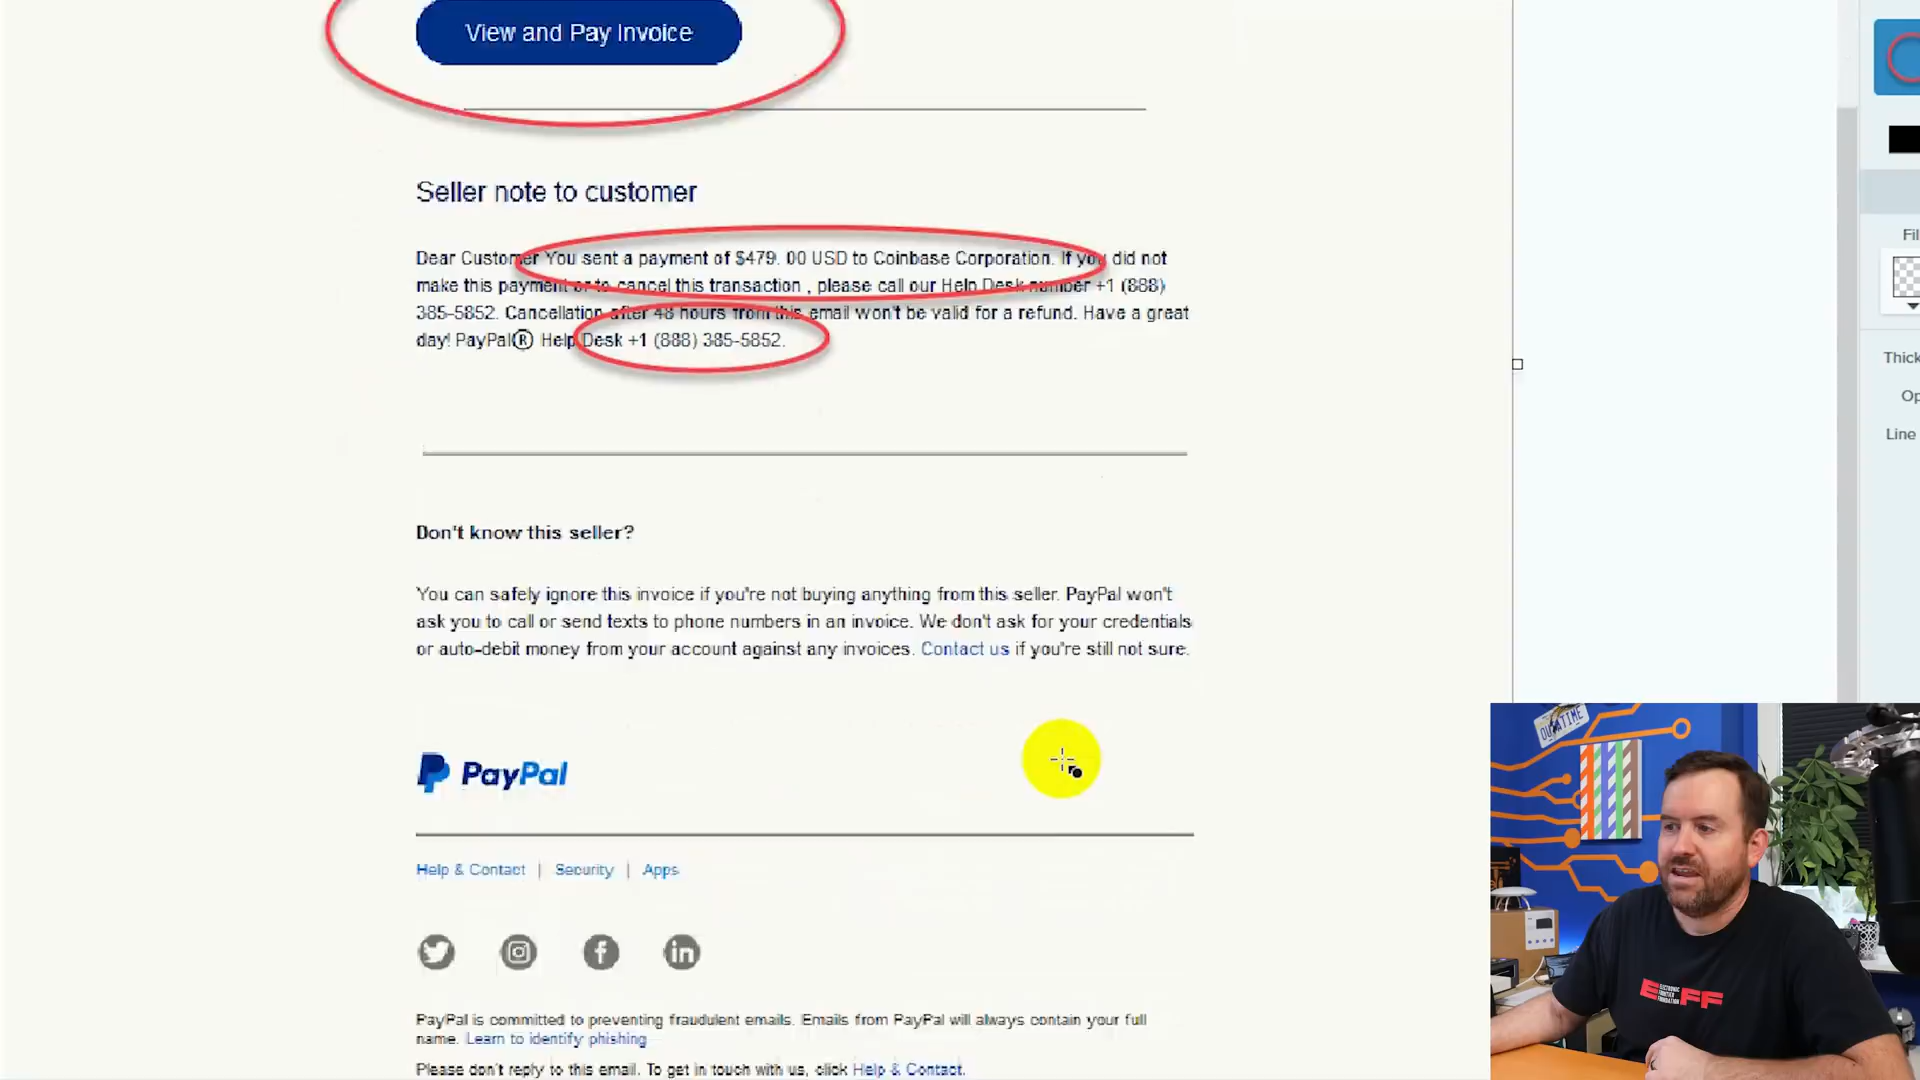 View and Pay Invoice
Seller note to customer
Dear Customer You sent a payment of $479. 00 USD to Coinbase Corporation. If you did not
make this payment or to cancel this transaction , please call our Help Desk number +1 (888)
385-5852. Cancellation after 48 hours from this email won't be valid for a refund. Have a great
day! PayPal® Help Desk +1 (888) 385-5852.
Don't know this seller?
You can safely ignore this invoice if you're not buying anything from this seller. PayPal won't
ask you to call or send texts to phone numbers in an invoice. We don't ask for your credentials
or auto-debit money from your account against any invoices. Contact us if you're still not sure.
PayPal
Help & Contact | Security | Apps
PayPal is committed to preventing fraudulent emails. Emails from PayPal will always contain your full
name. Learn to identify phishing
Please don't reply to this email. To get in touch with us, click Help & Contact.
Fil
Thick
Op
Line
EFF
ELECTRONIC
FRONTIER
FOUNDATION